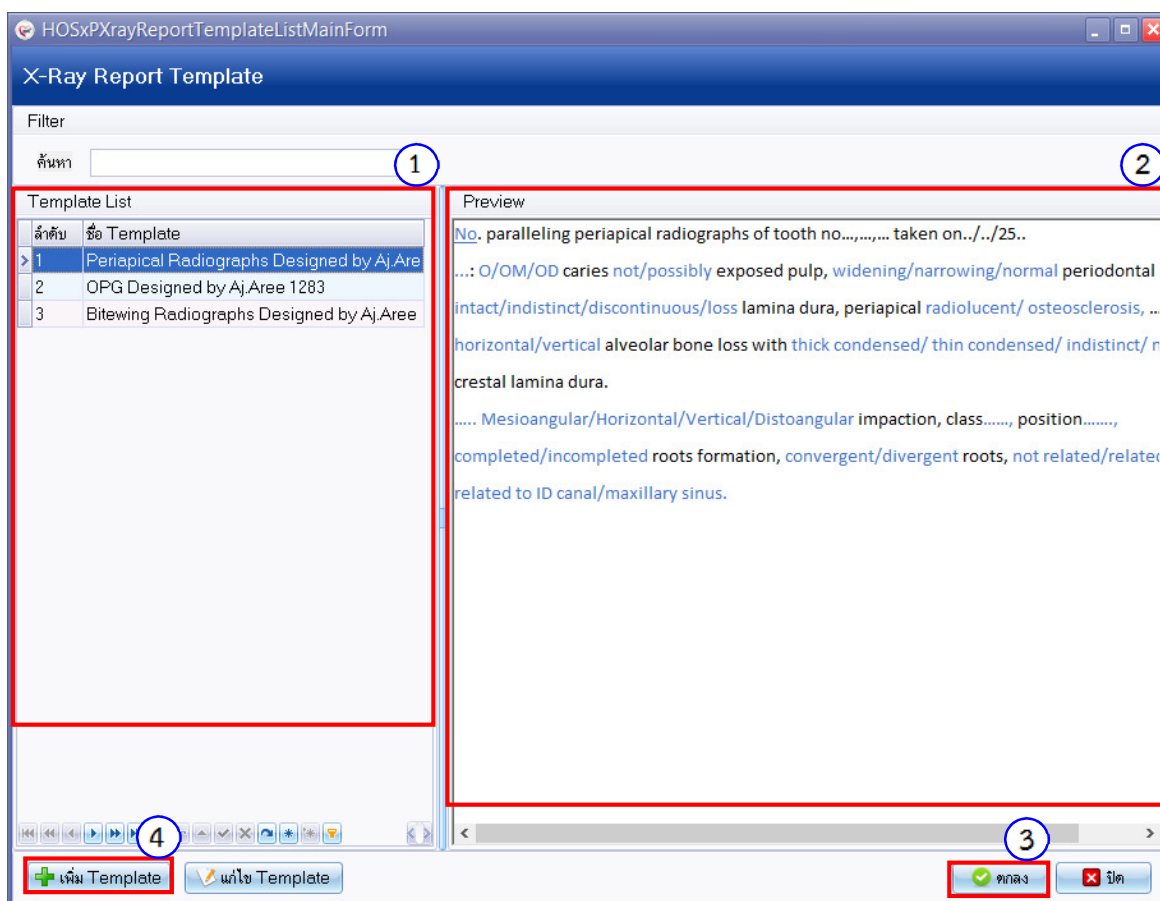 HOSxPXrayReportTemplateListMainForm
X-Ray Report Template
Filter
ค้นหา
1
2
Template List
Preview
ลำดับ ชื่อ Template
1 Periapical Radiographs Designed by Aj.Aree
2 OPG Designed by Aj.Aree 1283
3 Bitewing Radiographs Designed by Aj.Aree
No. paralleling periapical radiographs of tooth no...,...,... taken on../../25..
...: O/OM/OD caries not/possibly exposed pulp, widening/narrowing/normal periodontal
intact/indistinct/discontinuous/loss lamina dura, periapical radiolucent/ osteosclerosis, ...
horizontal/vertical alveolar bone loss with thick condensed/ thin condensed/ indistinct/
crestal lamina dura.
..... Mesioangular/Horizontal/Vertical/Distoangular impaction, class......, position.......,
completed/incomplete roots formation, convergent/divergent roots, not related/related
related to ID canal/maxillary sinus.
4
3
เพิ่ม Template
แก้ไข Template
ตกลง
ปิด